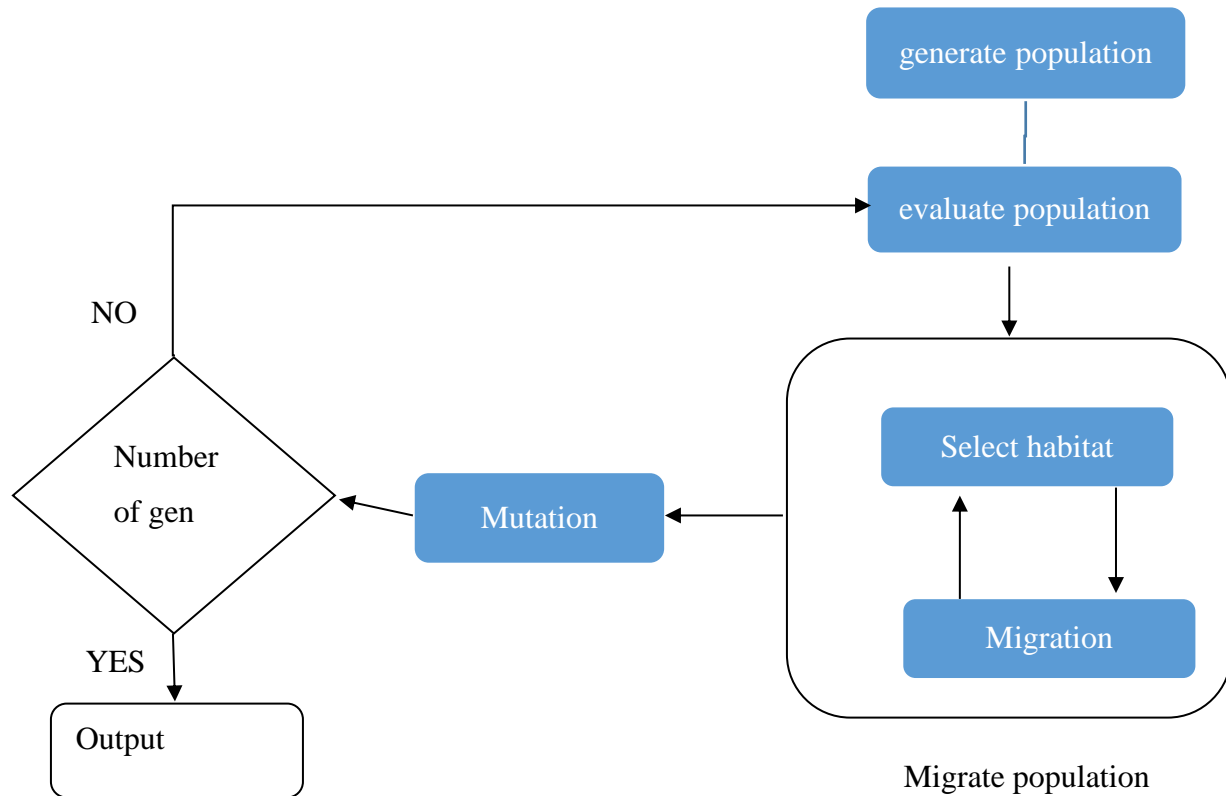 generate population
evaluate population
NO
Select habitat
Number
of gen
Mutation
Migration
YES
Output
Migrate population